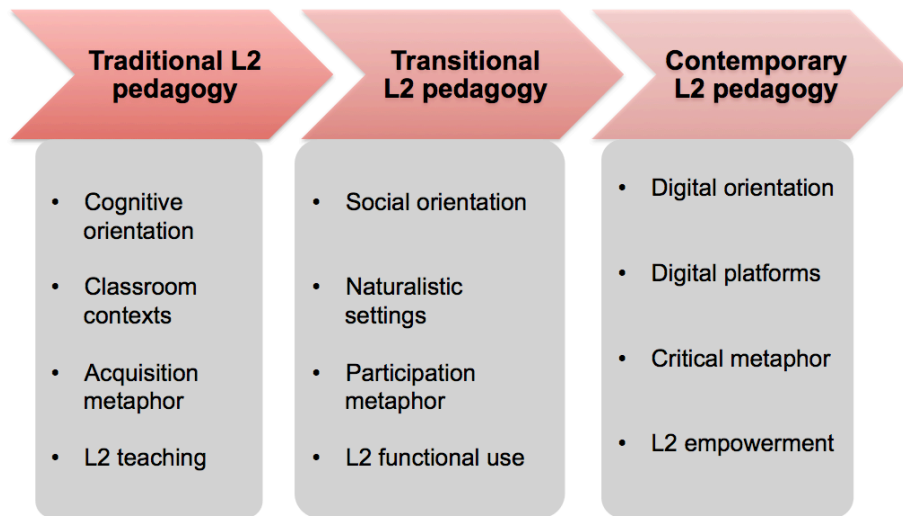 Traditional L2
pedagogy
• Cognitive
orientation
• Classroom
contexts
• Acquisition
metaphor
• L2 teaching
Transitional
L2 pedagogy
• Social orientation
• Naturalistic
settings
• Participation
metaphor
• L2 functional use
Contemporary
L2 pedagogy
• Digital orientation
• Digital platforms
• Critical metaphor
• L2 empowerment